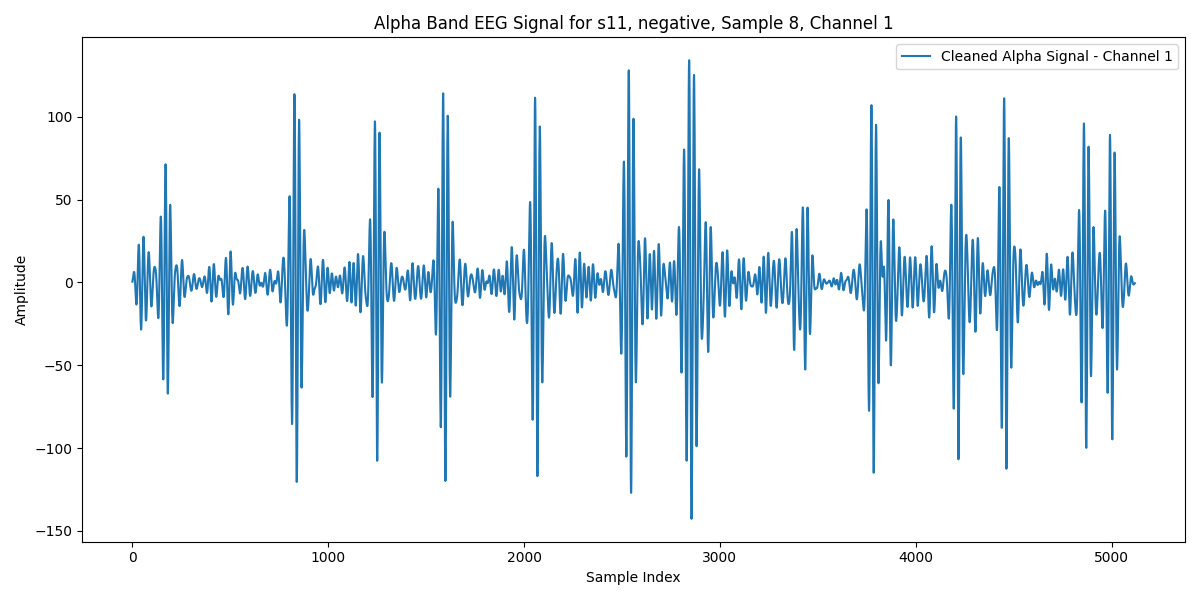 Alpha Band EEG Signal for s11, negative, Sample 8, Channel 1
Cleaned Alpha Signal - Channel 1
Amplitude
100
50
0
−50
−100
−150
0 1000 2000 3000 4000 5000
Sample Index